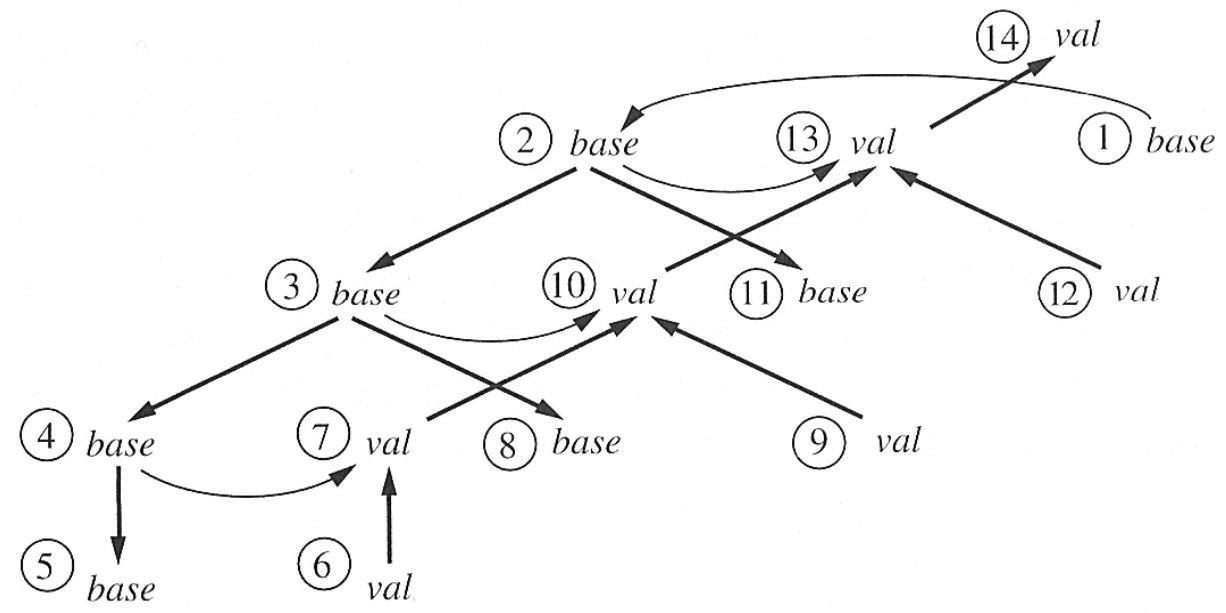 14 val
2 base 13 val 1 base
3 base 10 val 11 base 12 val
4 base 7 val 8 base 9 val
5 base 6 val